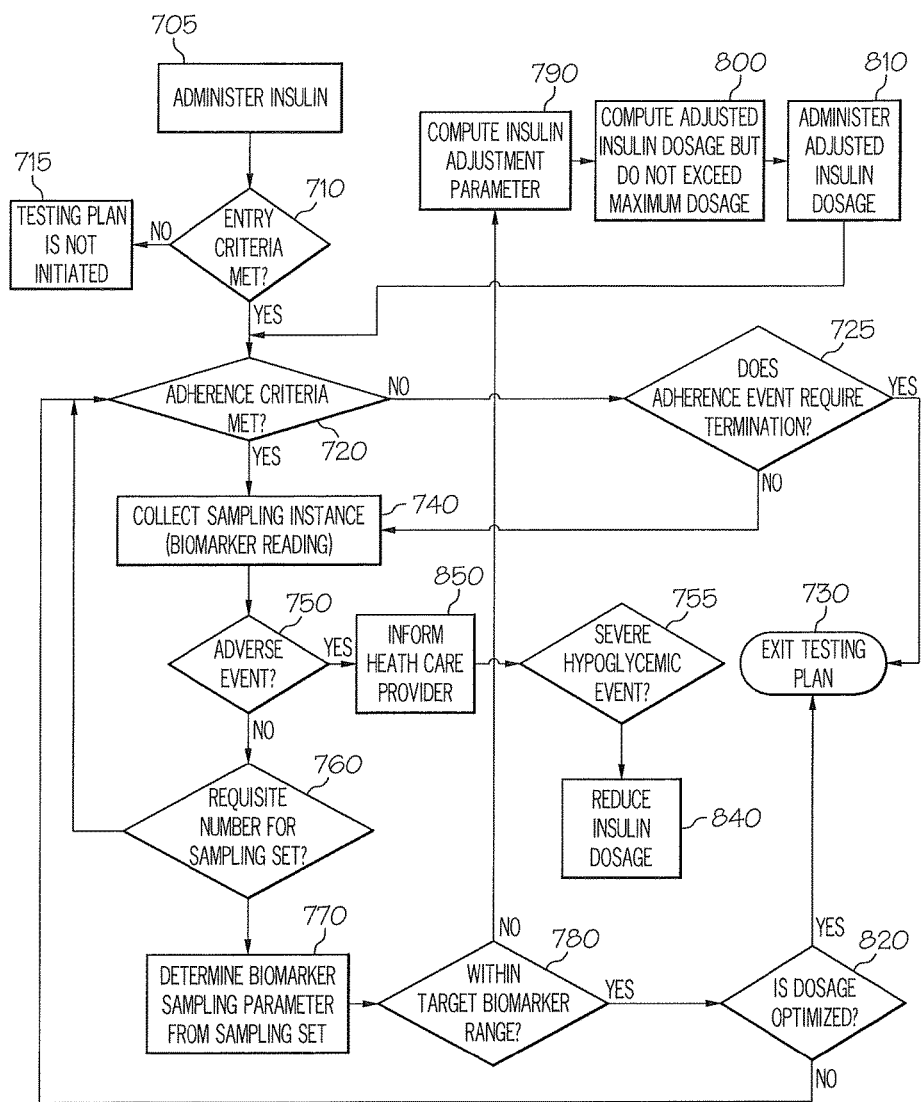 705
ADMINISTER INSULIN
715
TESTING PLAN
IS NOT
INITIATED
NO
710
ENTRY
CRITERIA
MET?
YES
790
COMPUTE INSULIN
ADJUSTMENT
PARAMETER
800
COMPUTE ADJUSTED
INSULIN DOSAGE BUT
DO NOT EXCEED
MAXIMUM DOSAGE
810
ADMINISTER
ADJUSTED
INSULIN
DOSAGE
ADHERENCE CRITERIA
MET?
720
NO
YES
725
DOES
ADHERENCE EVENT REQUIRE
TERMINATION?
YES
NO
740
COLLECT SAMPLING INSTANCE
(BIOMARKER READING)
750
ADVERSE
EVENT?
YES
NO
850
INFORM
HEATH CARE
PROVIDER
755
SEVERE
HYPOGLYCEMIC
EVENT?
730
EXIT TESTING
PLAN
760
REQUISITE
NUMBER FOR
SAMPLING SET?
REDUCE
INSULIN
DOSAGE
840
770
DETERMINE BIOMARKER
SAMPLING PARAMETER
FROM SAMPLING SET
NO
780
WITHIN
TARGET BIOMARKER
RANGE?
YES
YES
820
IS DOSAGE
OPTIMIZED?
NO